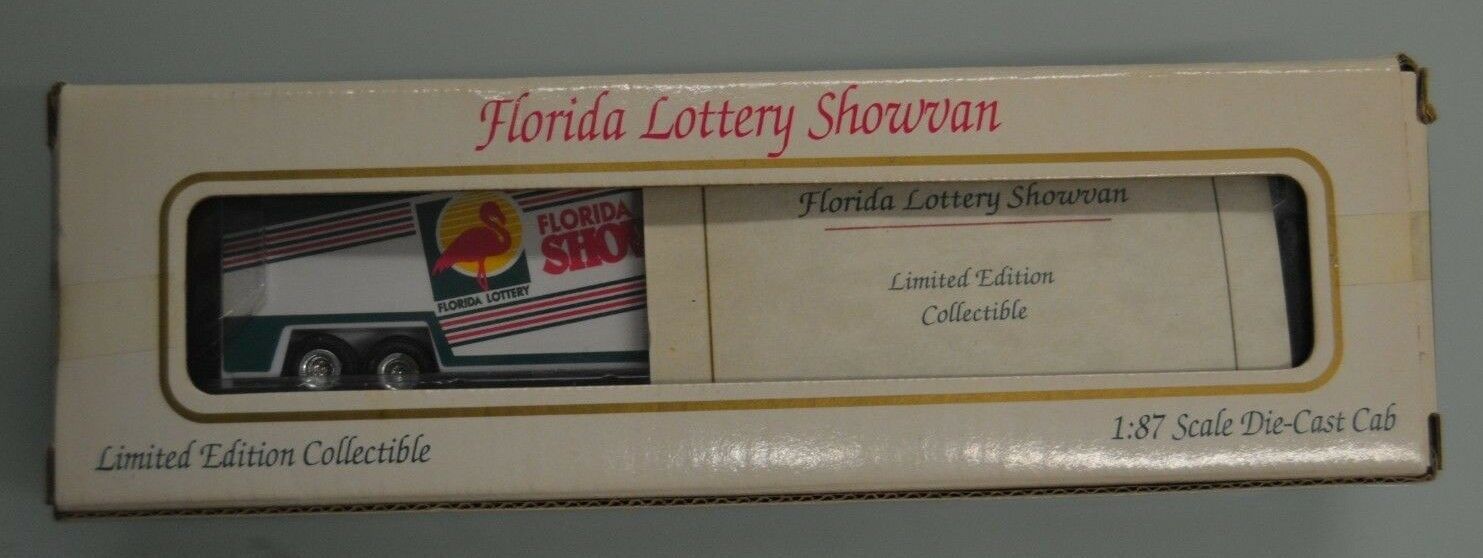 Florida Lottery Showvan
FLORIDA
SHOW
FLORIDA LOTTERY
Florida Lottery Showvan
Limited Edition
Collectible
Limited Edition Collectible
1:87 Scale Die-Cast Cab